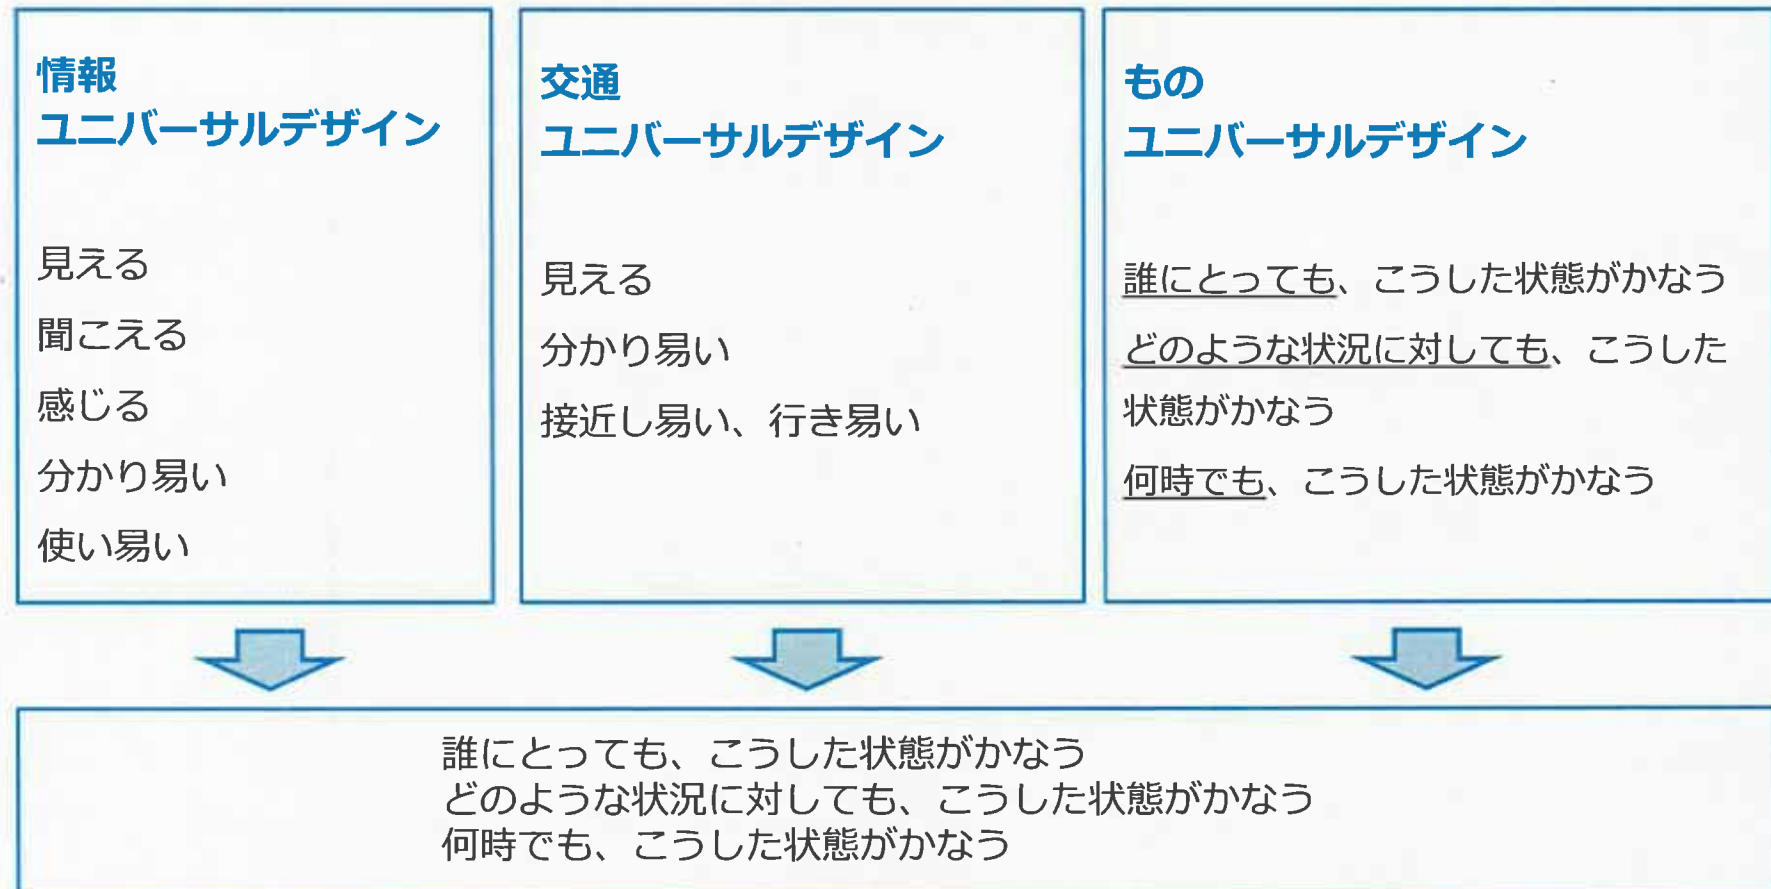 情報
ユニバーサルデザイン
見える
聞こえる
感じる
分かり易い
使い易い
交通
ユニバーサルデザイン
見える
分かり易い
接近し易い、行き易い
もの
ユニバーサルデザイン
誰にとっても、こうした状態がかなう
どのような状況に対しても、こうした
状態がかなう
何時でも、こうした状態がかなう
誰にとっても、こうした状態がかなう
どのような状況に対しても、こうした状態がかなう
何時でも、こうした状態がかなう